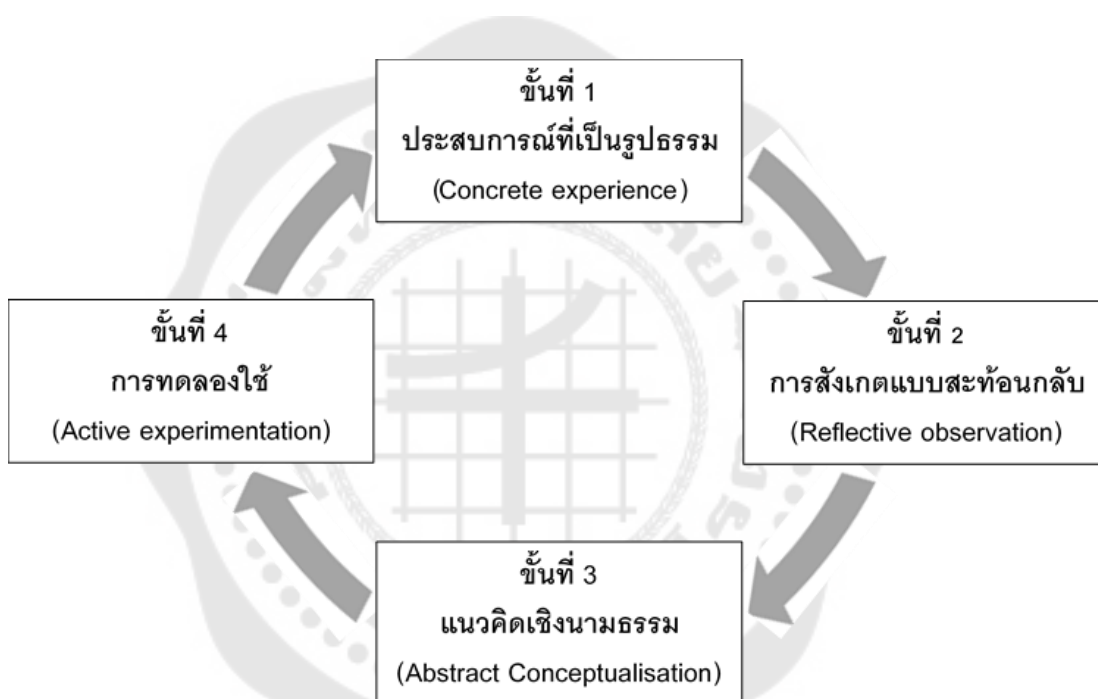 ขั้นที่ 1
ประสบการณ์ที่เป็นรูปธรรม
(Concrete experience)
ขั้นที่ 4
การทดลองใช้
(Active experimentation)
ขั้นที่ 2
การสังเกตแบบสะท้อนกลับ
(Reflective observation)
ขั้นที่ 3
แนวคิดเชิงนามธรรม
(Abstract Conceptualisation)